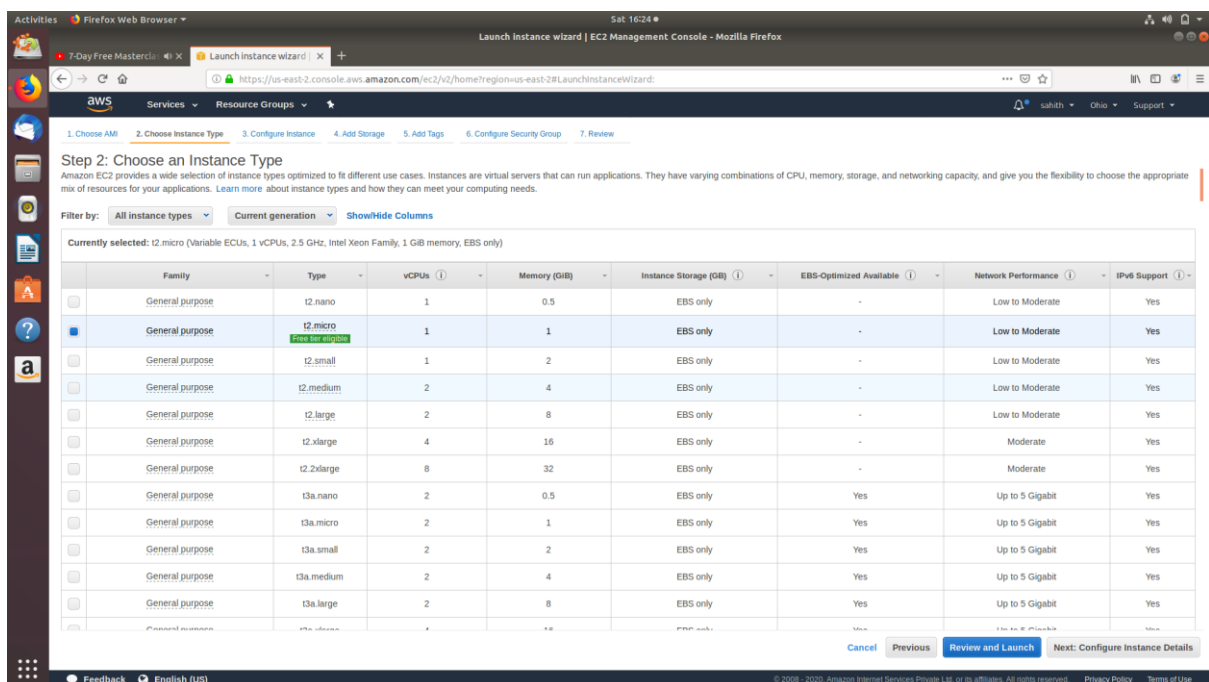 Activities Firefox Web Browser Sat 16:24
Launch instance wizard | EC2 Management Console - Mozilla Firefox
7-Day Free Masterclas × Launch instance wizard | × +
https://us-east-2.console.aws.amazon.com/ec2/v2/home?region=us-east-2#LaunchInstanceWizard:
aws Services Resource Groups sahith Ohio Support
1. Choose AMI 2. Choose Instance Type 3. Configure Instance 4. Add Storage 5. Add Tags 6. Configure Security Group 7. Review
Step 2: Choose an Instance Type
Amazon EC2 provides a wide selection of instance types optimized to fit different use cases. Instances are virtual servers that can run applications. They have varying combinations of CPU, memory, storage, and networking capacity, and give you the flexibility to choose the appropriate
mix of resources for your applications. Learn more about instance types and how they can meet your computing needs.
Filter by: All instance types Current generation Show/Hide Columns
Currently selected: t2.micro (Variable ECUs, 1 vCPUs, 2.5 GHz, Intel Xeon Family, 1 GiB memory, EBS only)
Family Type vCPUs Memory (GiB) Instance Storage (GB) EBS-Optimized Available Network Performance IPv6 Support
General purpose t2.nano 1 0.5 EBS only - Low to Moderate Yes
General purpose t2.micro 1 1 EBS only - Low to Moderate Yes
Free tier eligible
General purpose t2.small 1 2 EBS only - Low to Moderate Yes
General purpose t2.medium 2 4 EBS only - Low to Moderate Yes
General purpose t2.large 2 8 EBS only - Low to Moderate Yes
General purpose t2.xlarge 4 16 EBS only - Moderate Yes
General purpose t2.2xlarge 8 32 EBS only - Moderate Yes
General purpose t3a.nano 2 0.5 EBS only Yes Up to 5 Gigabit Yes
General purpose t3a.micro 2 1 EBS only Yes Up to 5 Gigabit Yes
General purpose t3a.small 2 2 EBS only Yes Up to 5 Gigabit Yes
General purpose t3a.medium 2 4 EBS only Yes Up to 5 Gigabit Yes
General purpose t3a.large 2 8 EBS only Yes Up to 5 Gigabit Yes
Cancel Previous Review and Launch Next: Configure Instance Details
Feedback English (US) © 2008 - 2020, Amazon Internet Services Private Ltd. or its affiliates. All rights reserved. Privacy Policy Terms of Use